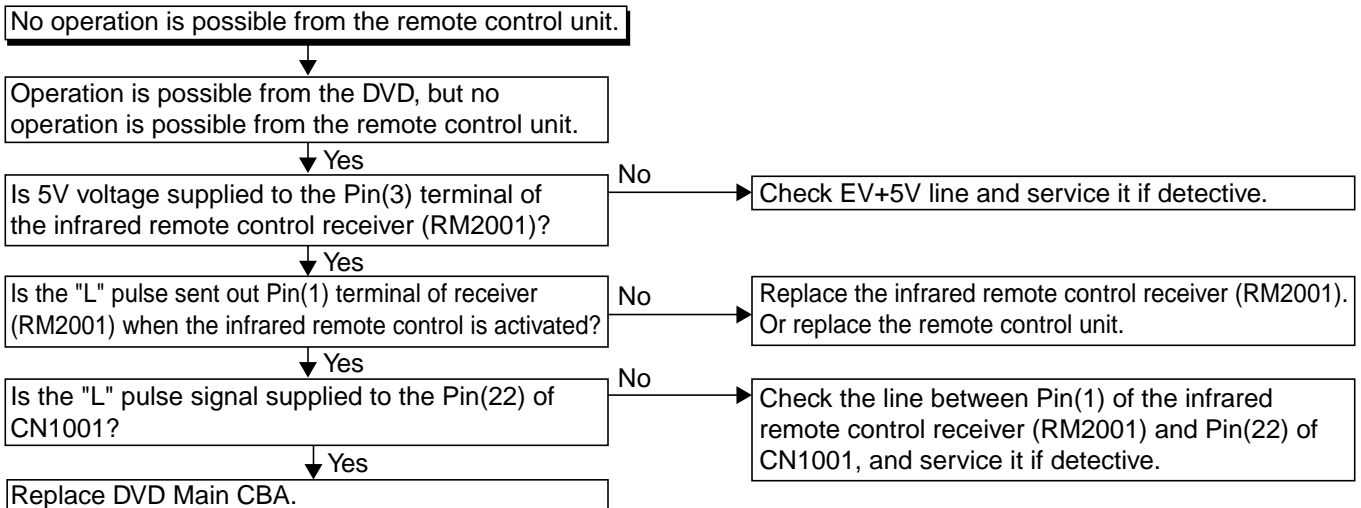 No operation is possible from the remote control unit.
Operation is possible from the DVD, but no
operation is possible from the remote control unit.
Yes
Is 5V voltage supplied to the Pin(3) terminal of
the infrared remote control receiver (RM2001)?
No
Check EV+5V line and service it if detective.
Yes
Is the "L" pulse sent out Pin(1) terminal of receiver
(RM2001) when the infrared remote control is activated?
No
Replace the infrared remote control receiver (RM2001).
Or replace the remote control unit.
Yes
Is the "L" pulse signal supplied to the Pin(22) of
CN1001?
No
Check the line between Pin(1) of the infrared
remote control receiver (RM2001) and Pin(22) of
CN1001, and service it if detective.
Yes
Replace DVD Main CBA.